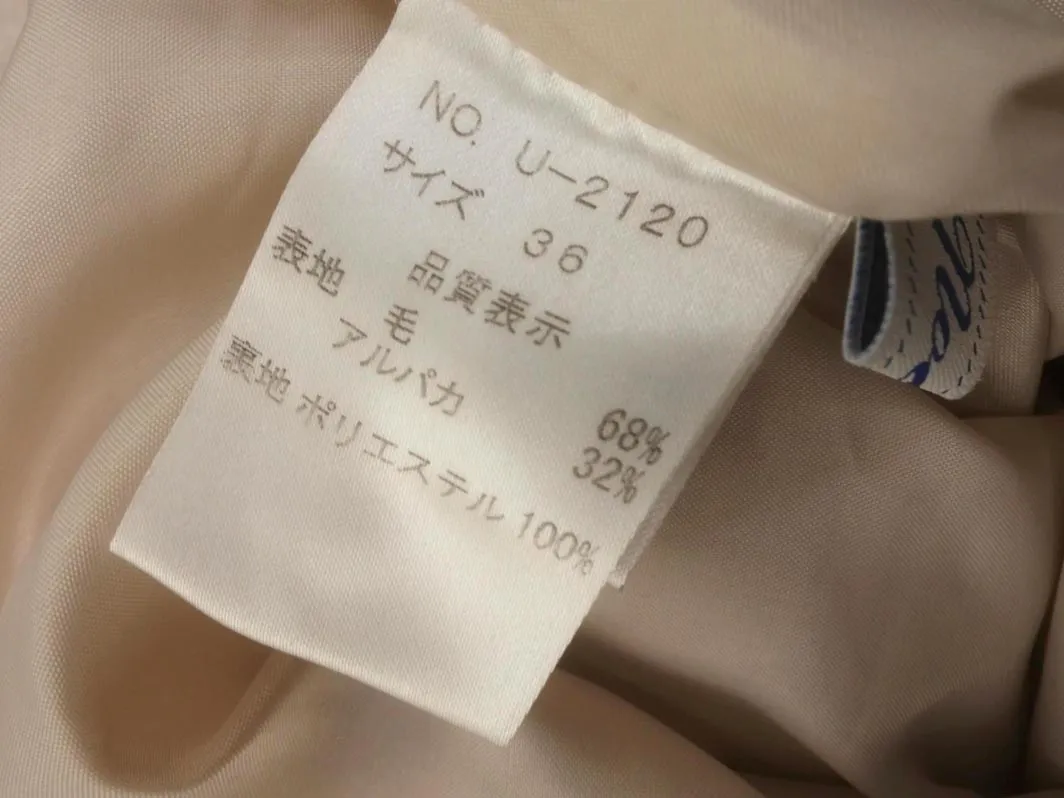 NO. U-2120
サイズ 36
品質表示
表地 毛 68%
アルパカ 32%
裏地 ポリエステル 100%